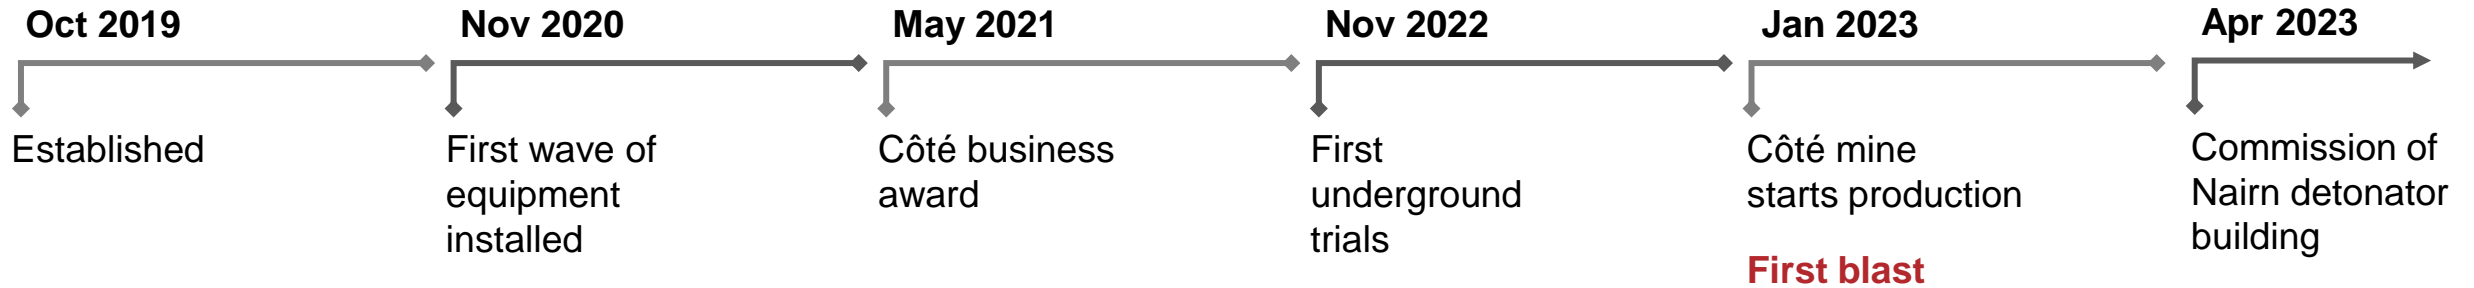 Oct 2019
Established
Nov 2020
First wave of
equipment
installed
May 2021
Côté business
award
Nov 2022
First
underground
trials
Jan 2023
Côté mine
starts production
First blast
Apr 2023
Commission of
Nairn detonator
building